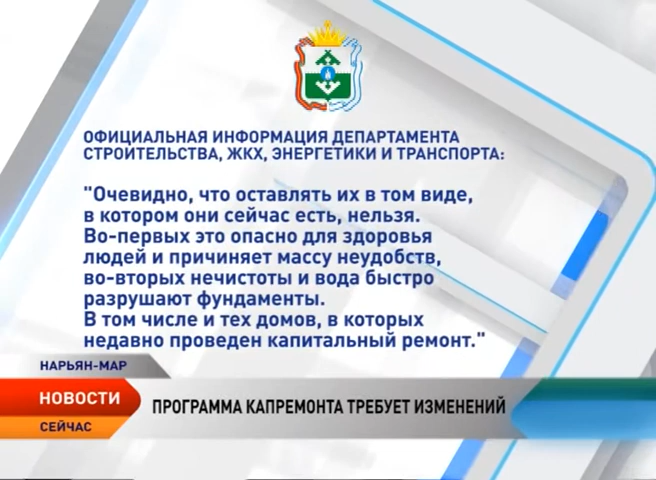 ОФИЦИАЛЬНАЯ ИНФОРМАЦИЯ ДЕПАРТАМЕНТА
СТРОИТЕЛЬСТВА, ЖКХ, ЭНЕРГЕТИКИ И ТРАНСПОРТА:
"Очевидно, что оставлять их в том виде,
в котором они сейчас есть, нельзя.
Во-первых это опасно для здоровья
людей и причиняет массу неудобств,
во-вторых нечистоты и вода быстро
разрушают фундаменты.
В том числе и тех домов, в которых
недавно проведен капитальный ремонт."
НАРЬЯН-МАР
НОВОСТИ
СЕЙЧАС
ПРОГРАММА КАПРЕМОНТА ТРЕБУЕТ ИЗМЕНЕНИЙ